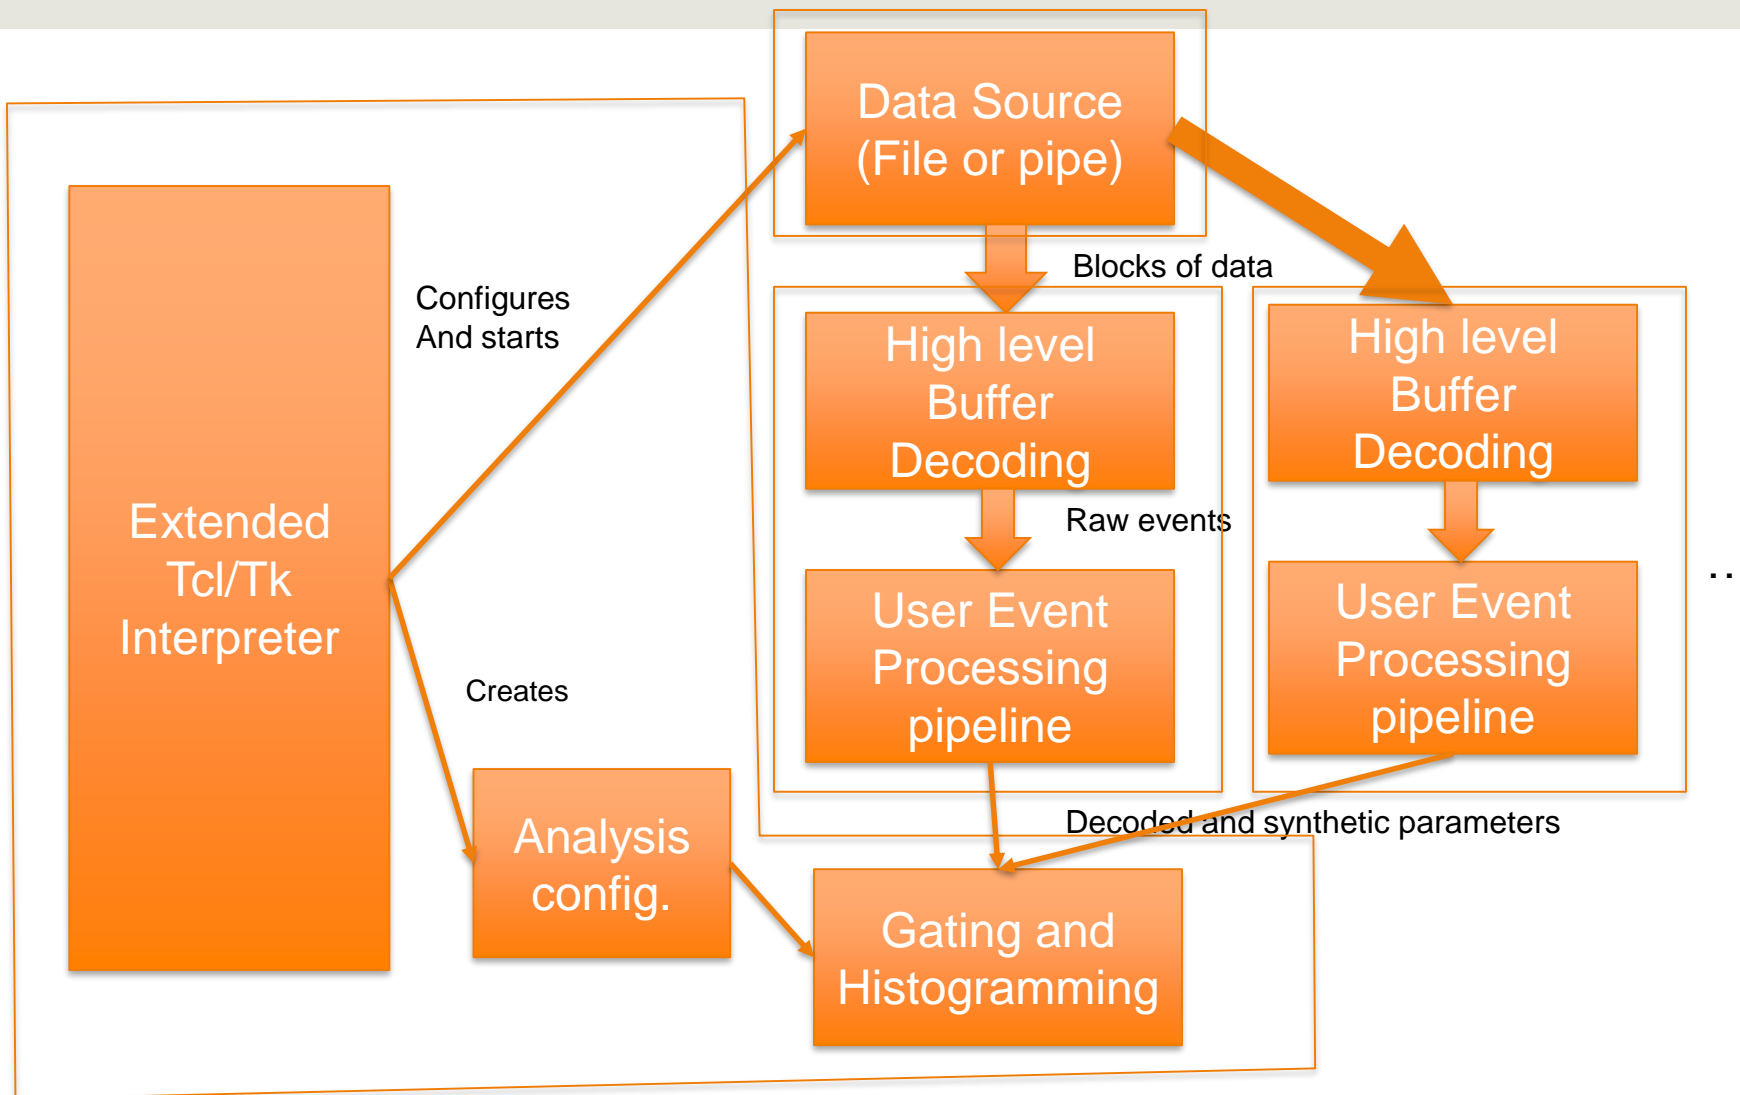 Data Source
(File or pipe)
Extended
Tcl/Tk
Interpreter
Configures
And starts
Blocks of data
High level
Buffer
Decoding
High level
Buffer
Decoding
Raw events
User Event
Processing
pipeline
User Event
Processing
pipeline
..
Creates
Decoded and synthetic parameters
Analysis
config.
Gating and
Histogramming